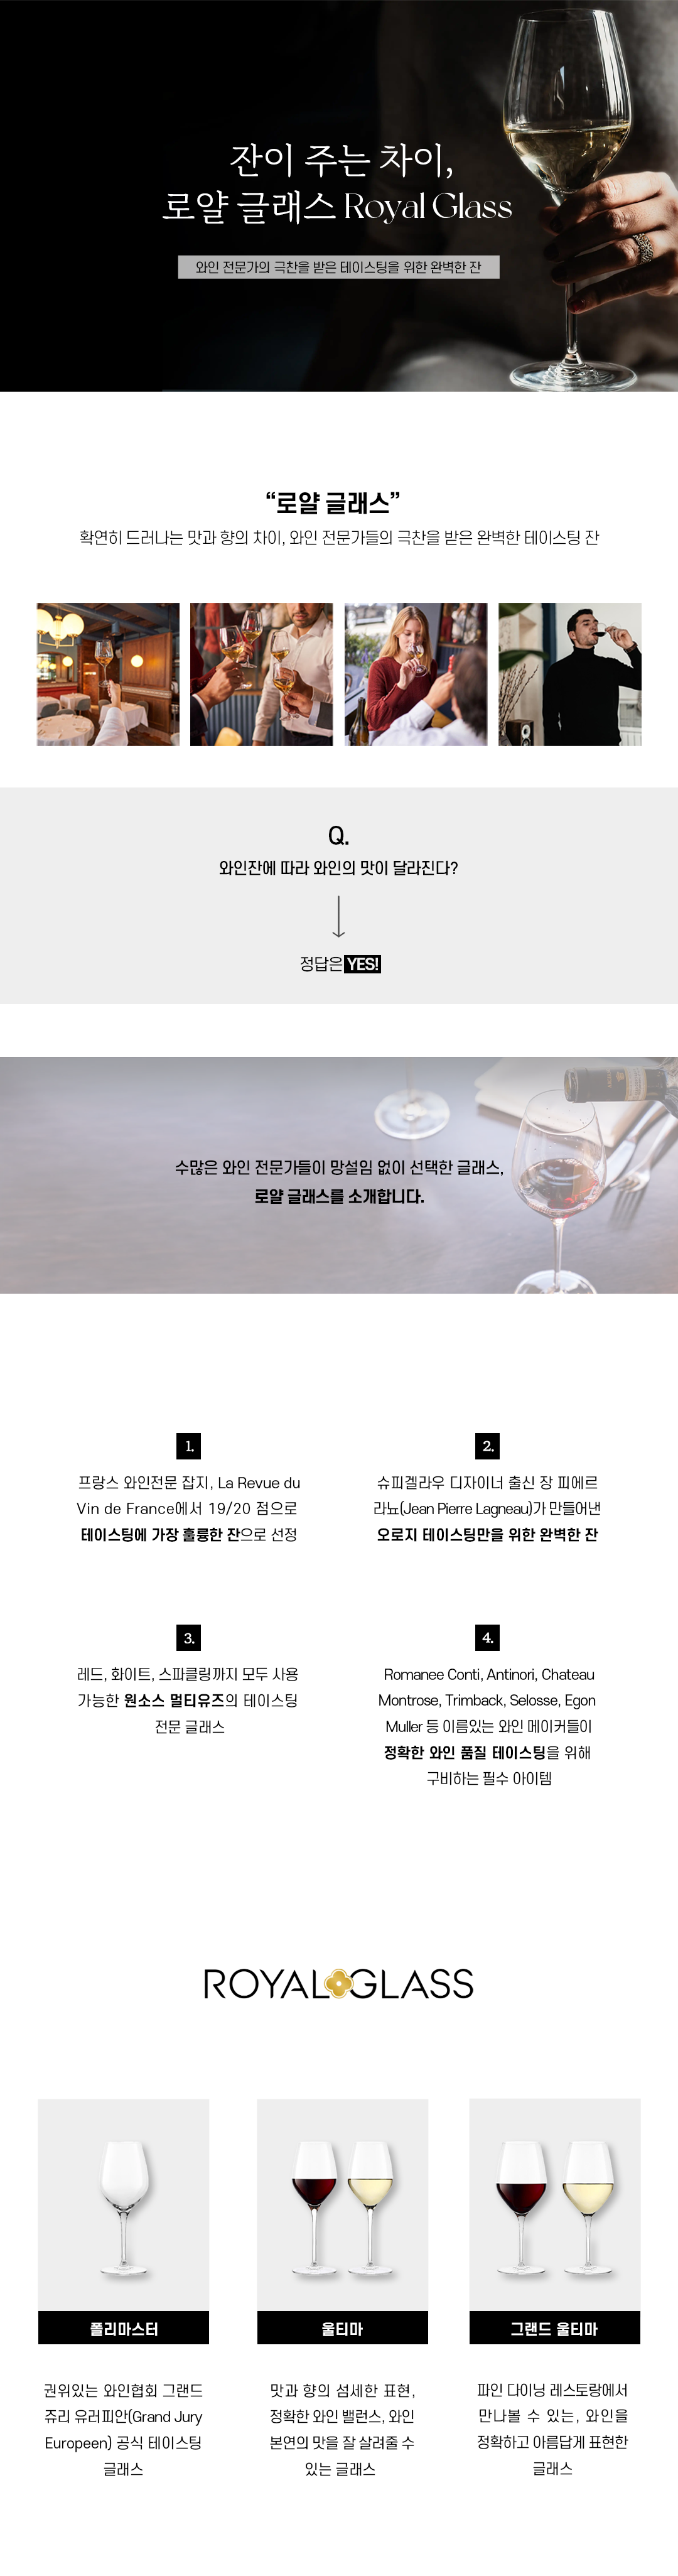 잔이 주는 차이,
로얄 글래스 Royal Glass
와인 전문가의 극찬을 받은 테이스팅을 위한 완벽한 잔
“로얄 글래스”
확연히 드러나는 맛과 향의 차이, 와인 전문가들의 극찬을 받은 완벽한 테이스팅 잔
Q.
와인잔에 따라 와인의 맛이 달라진다?
정답은 YES!
수많은 와인 전문가들이 망설임 없이 선택한 글래스,
로얄 글래스를 소개합니다.
1.
프랑스 와인전문 잡지, La Revue du
Vin de France에서 19/20 점으로
테이스팅에 가장 훌륭한 잔으로 선정
2.
슈피겔라우 디자이너 출신 장 피에르
라뇨(Jean Pierre Lagneau)가 만들어낸
오로지 테이스팅만을 위한 완벽한 잔
3.
레드, 화이트, 스파클링까지 모두 사용
가능한 원소스 멀티유즈의 테이스팅
전문 글래스
4.
Romanee Conti, Antinori, Chateau
Montrose, Trimback, Selosse, Egon
Muller 등 이름있는 와인 메이커들이
정확한 와인 품질 테이스팅을 위해
구비하는 필수 아이템
ROYAL GLASS
폴리마스터
권위있는 와인협회 그랜드
쥬리 유러피안(Grand Jury
Europeen) 공식 테이스팅
글래스
울티마
맛과 향의 섬세한 표현,
정확한 와인 밸런스, 와인
본연의 맛을 잘 살려줄 수
있는 글래스
그랜드 울티마
파인 다이닝 레스토랑에서
만나볼 수 있는, 와인을
정확하고 아름답게 표현한
글래스